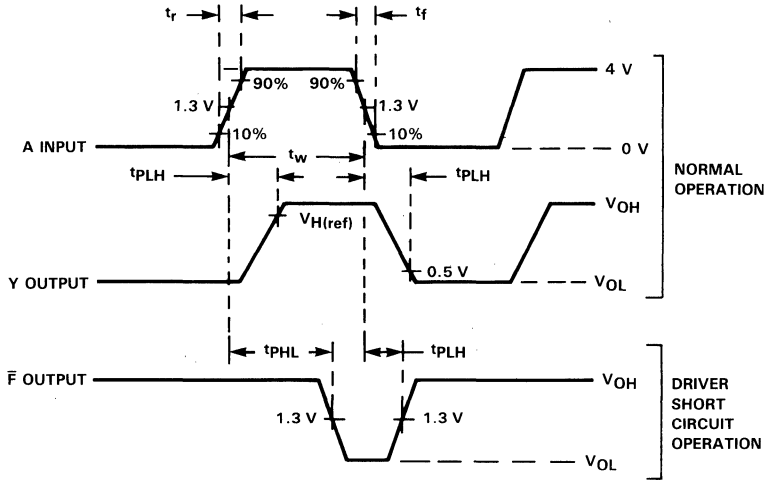 tr tf
90% 90% 4 V
1.3 V 1.3 V
10% 10%
A INPUT tw 0 V
NORMAL
OPERATION
tPLH tPLH
VH(ref) VOH
0.5 V
Y OUTPUT VOL
tPHL tPLH
F̅ OUTPUT VOH
1.3 V 1.3 V
DRIVER
SHORT
CIRCUIT
OPERATION
VOL